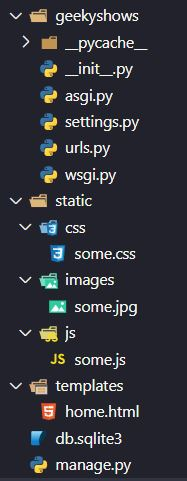 geekyshows
__pycache__
__init__.py
asgi.py
settings.py
urls.py
wsgi.py
static
css
some.css
images
some.jpg
js
JS some.js
templates
home.html
db.sqlite3
manage.py